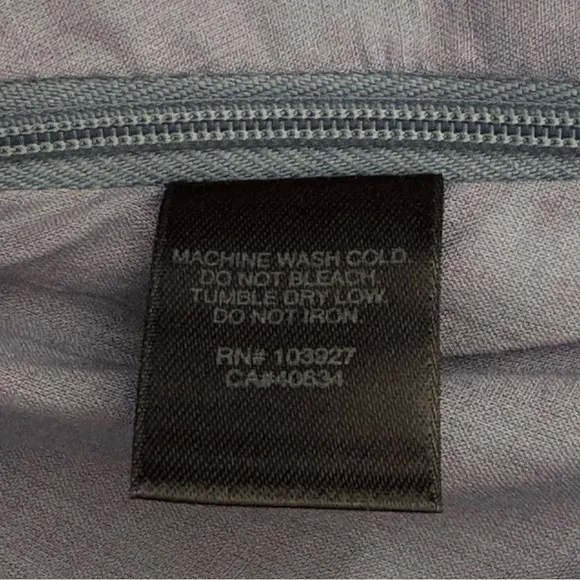 MACHINE WASH COLD.
DO NOT BLEACH.
TUMBLE DRY LOW.
DO NOT IRON.
RN# 103927
CA#40634